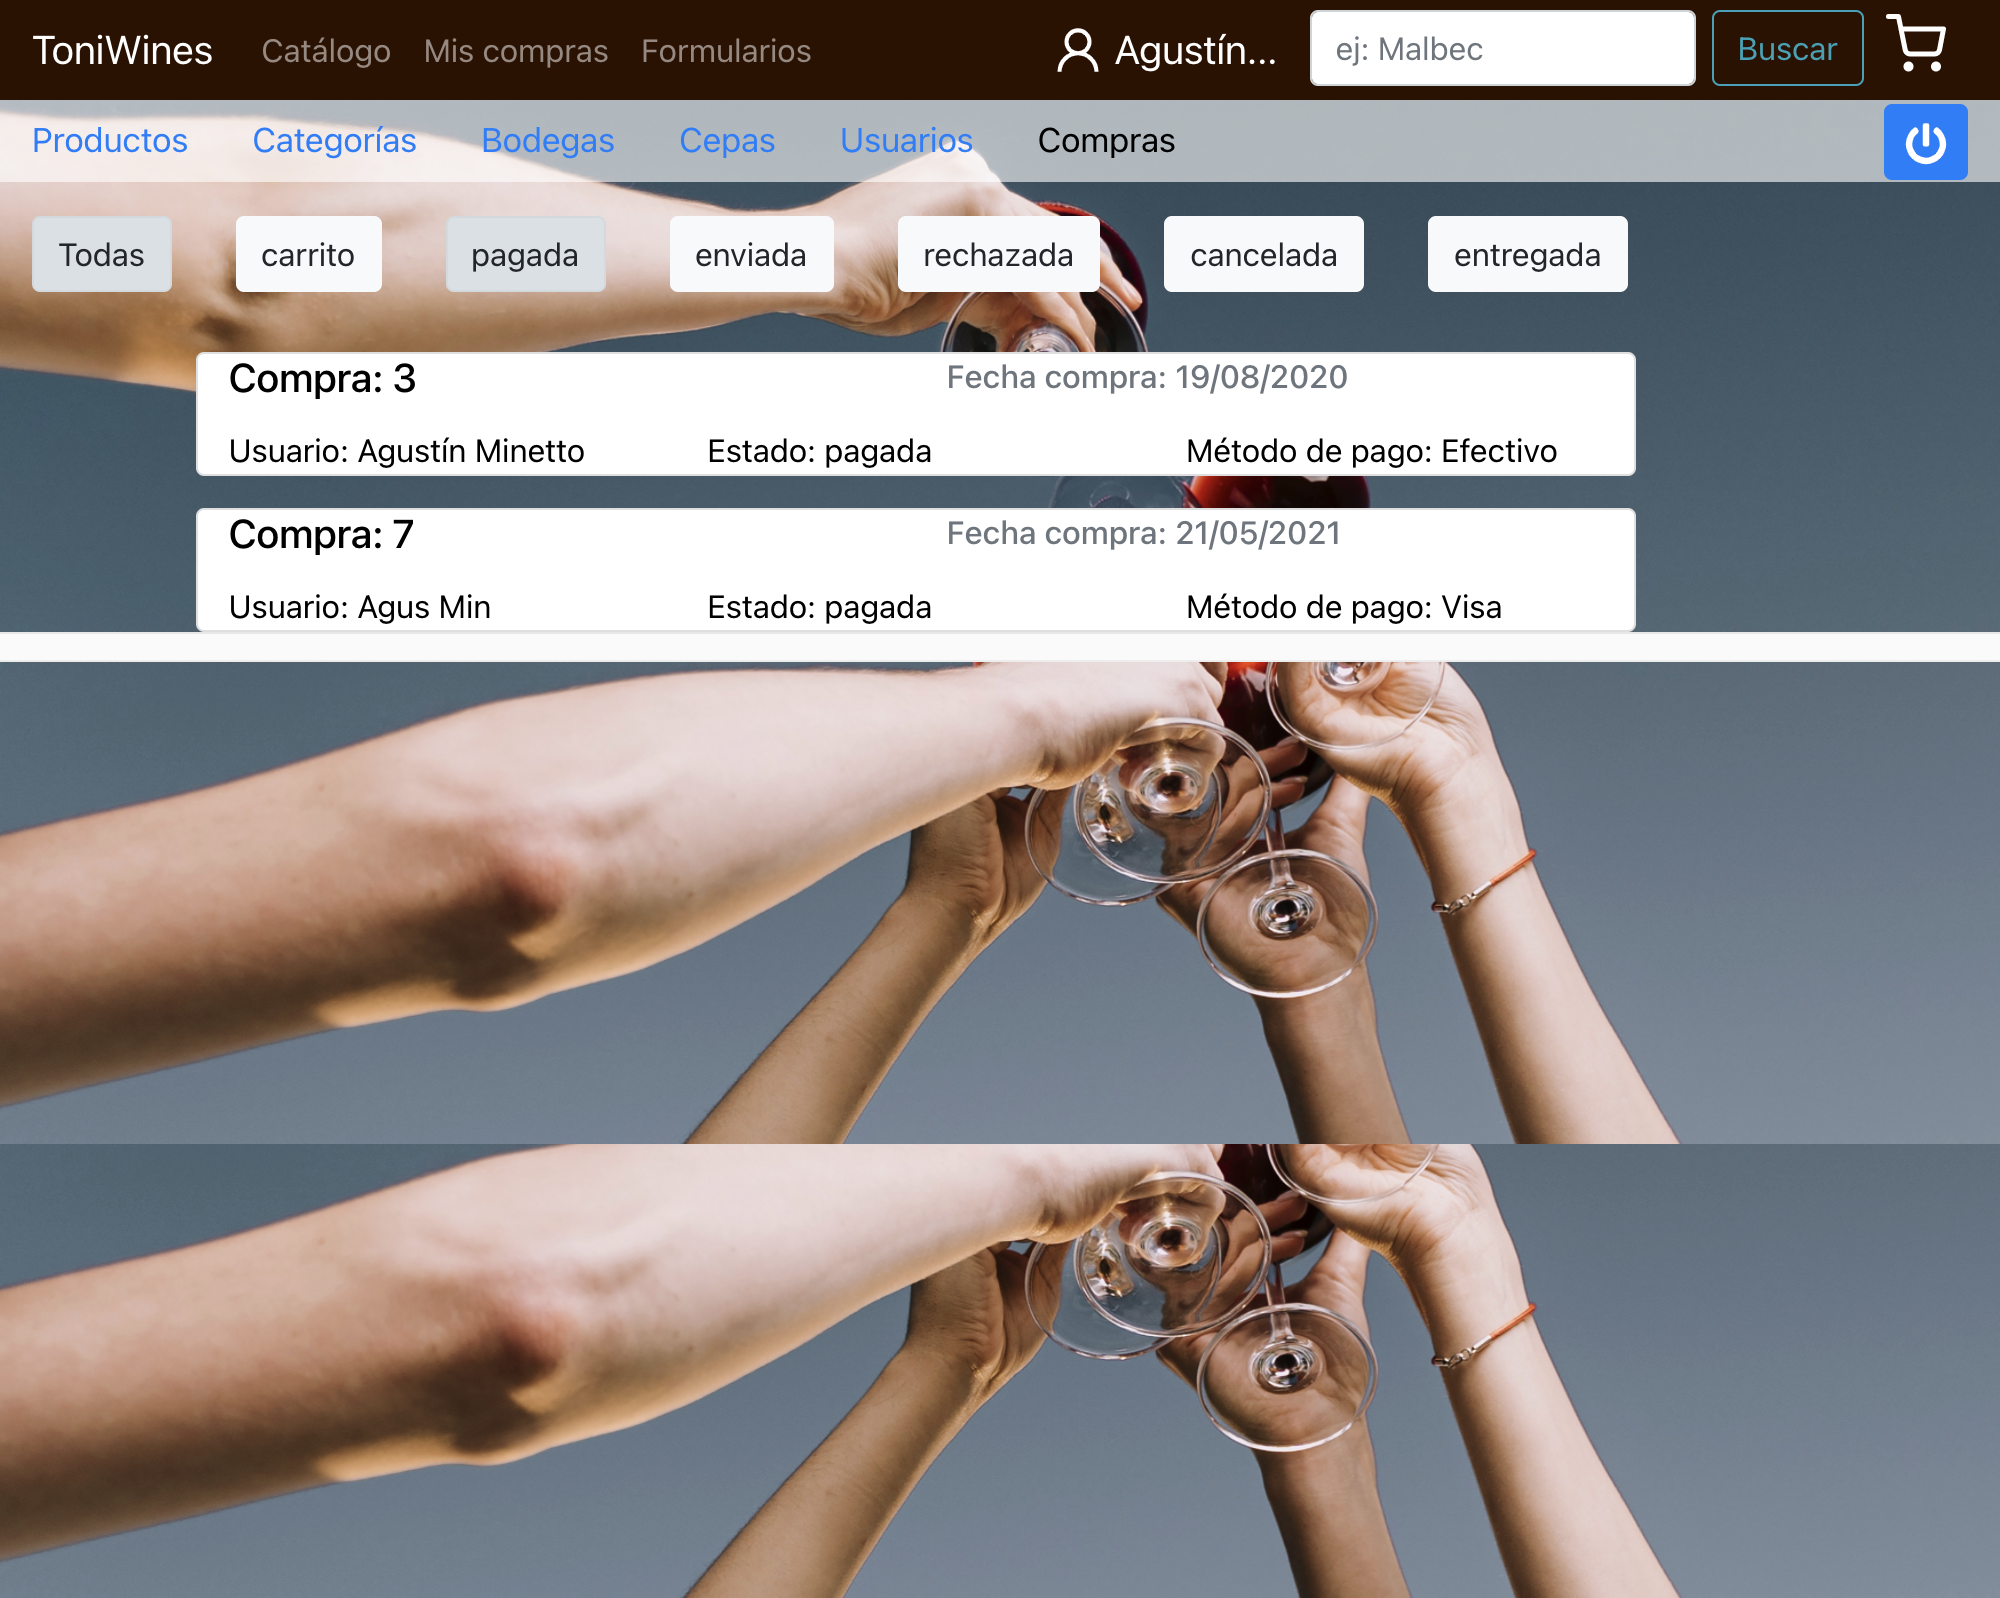 ToniWines Catálogo Mis compras Formularios Agustín... ej: Malbec Buscar
Productos Categorías Bodegas Cepas Usuarios Compras
Todas carrito pagada enviada rechazada cancelada entregada
Compra: 3 Fecha compra: 19/08/2020
Usuario: Agustín Minetto Estado: pagada Método de pago: Efectivo
Compra: 7 Fecha compra: 21/05/2021
Usuario: Agus Min Estado: pagada Método de pago: Visa